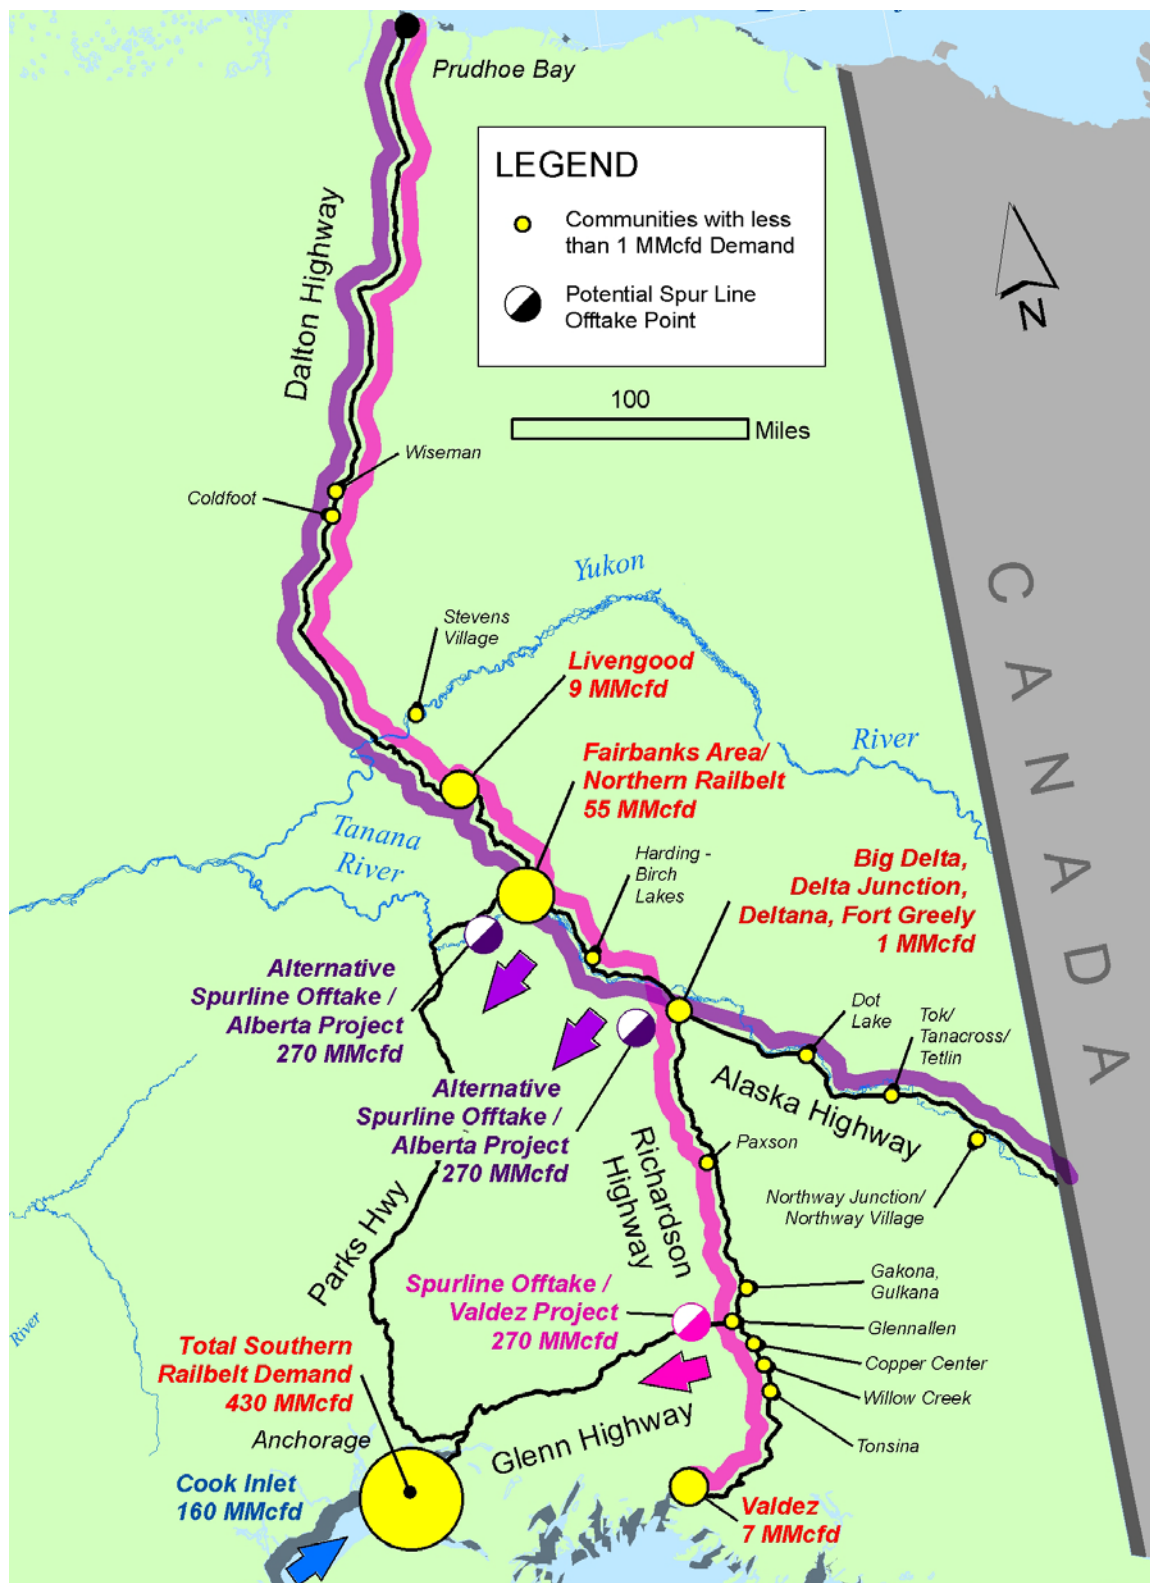 Prudhoe Bay
LEGEND
Communities with less
than 1 MMcfd Demand
Potential Spur Line
Offtake Point
N
100
Miles
Dalton Highway
Wiseman
Coldfoot
CANADA
Yukon
Stevens
Village
Livengood
9 MMcfd
River
Fairbanks Area/
Northern Railbelt
55 MMcfd
Tanana
River
Harding -
Birch
Lakes
Big Delta,
Delta Junction,
Deltana, Fort Greely
1 MMcfd
Alternative
Spurline Offtake /
Alberta Project
270 MMcfd
Dot
Lake
Tok/
Tanacross/
Tetlin
Alternative
Spurline Offtake /
Alberta Project
270 MMcfd
Alaska Highway
Paxson
Richardson
Highway
Northway Junction/
Northway Village
Parks Hwy
Gakona,
Gulkana
Spurline Offtake /
Valdez Project
270 MMcfd
Glennallen
River
Total Southern
Railbelt Demand
430 MMcfd
Copper Center
Willow Creek
Anchorage
Glenn Highway
Tonsina
Cook Inlet
160 MMcfd
Valdez
7 MMcfd